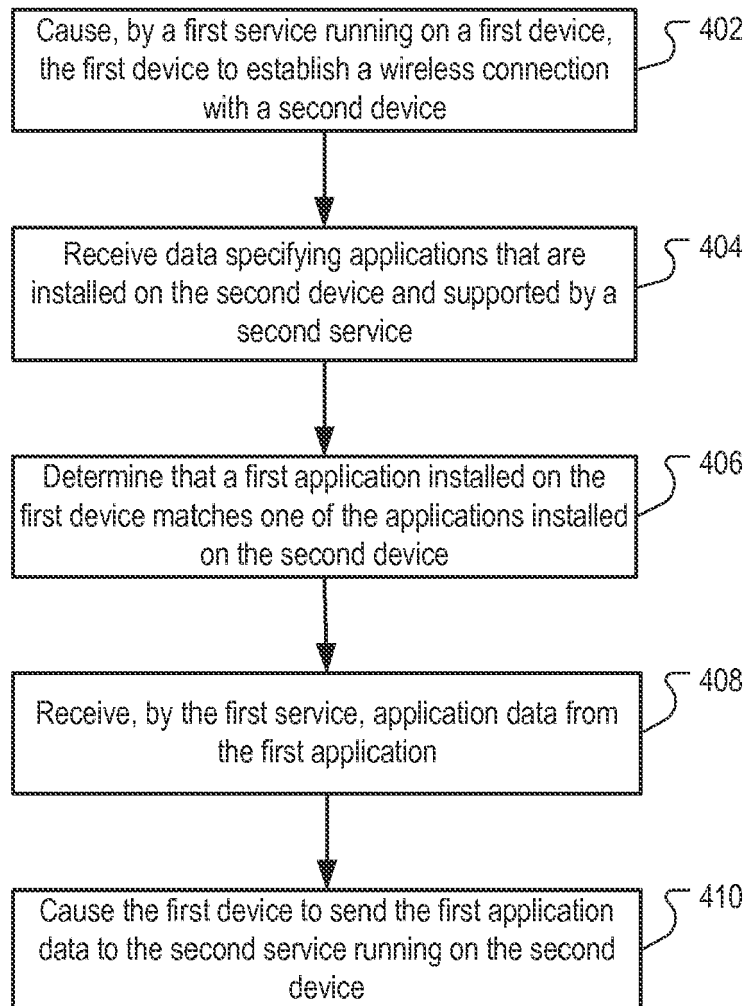 Cause, by a first service running on a first device,
the first device to establish a wireless connection
with a second device
402
Receive data specifying applications that are
installed on the second device and supported by a
second service
404
Determine that a first application installed on the
first device matches one of the applications installed
on the second device
406
Receive, by the first service, application data from
the first application
408
Cause the first device to send the first application
data to the second service running on the second
device
410